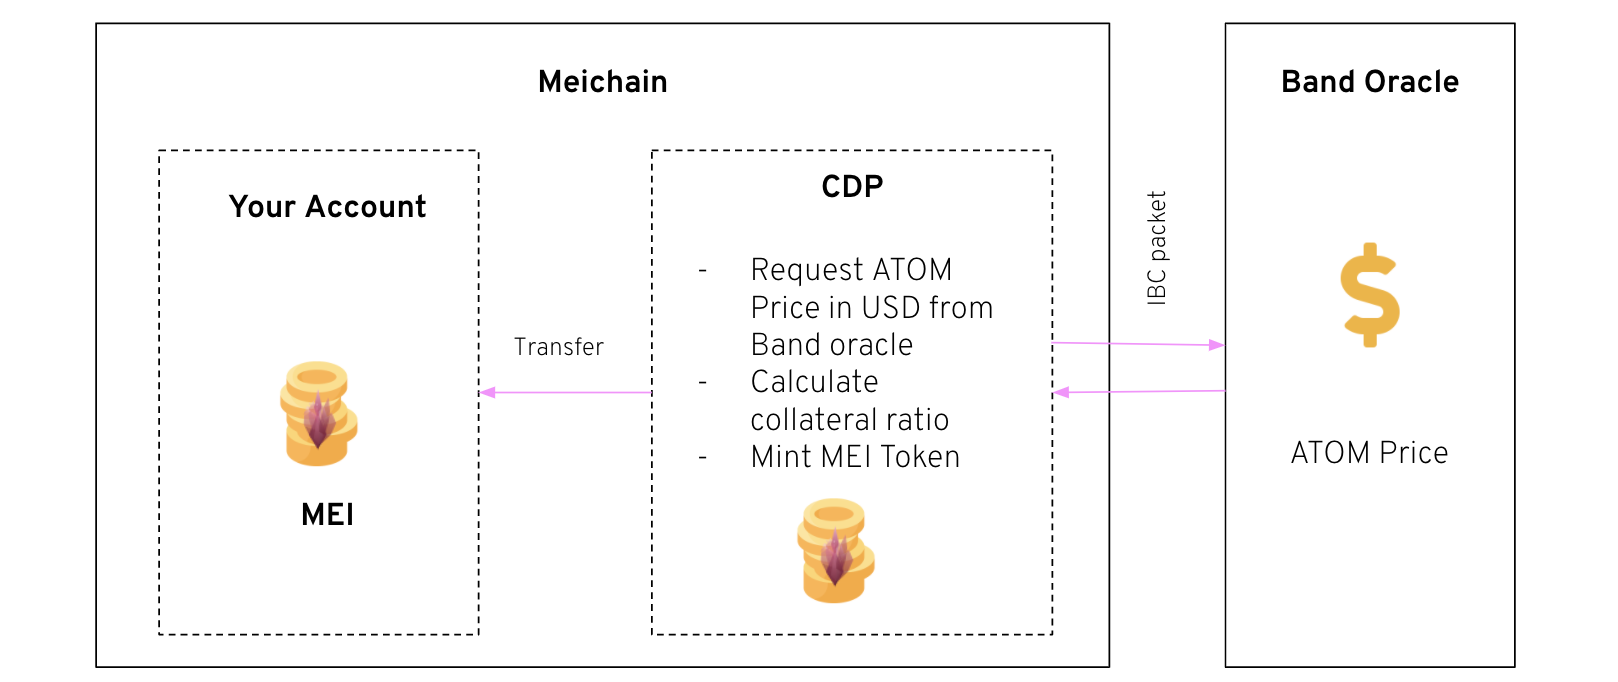 Meichain
Band Oracle
Your Account
MEI
Transfer
CDP
- Request ATOM
Price in USD from
Band oracle
- Calculate
collateral ratio
- Mint MEI Token
IBC packet
ATOM Price